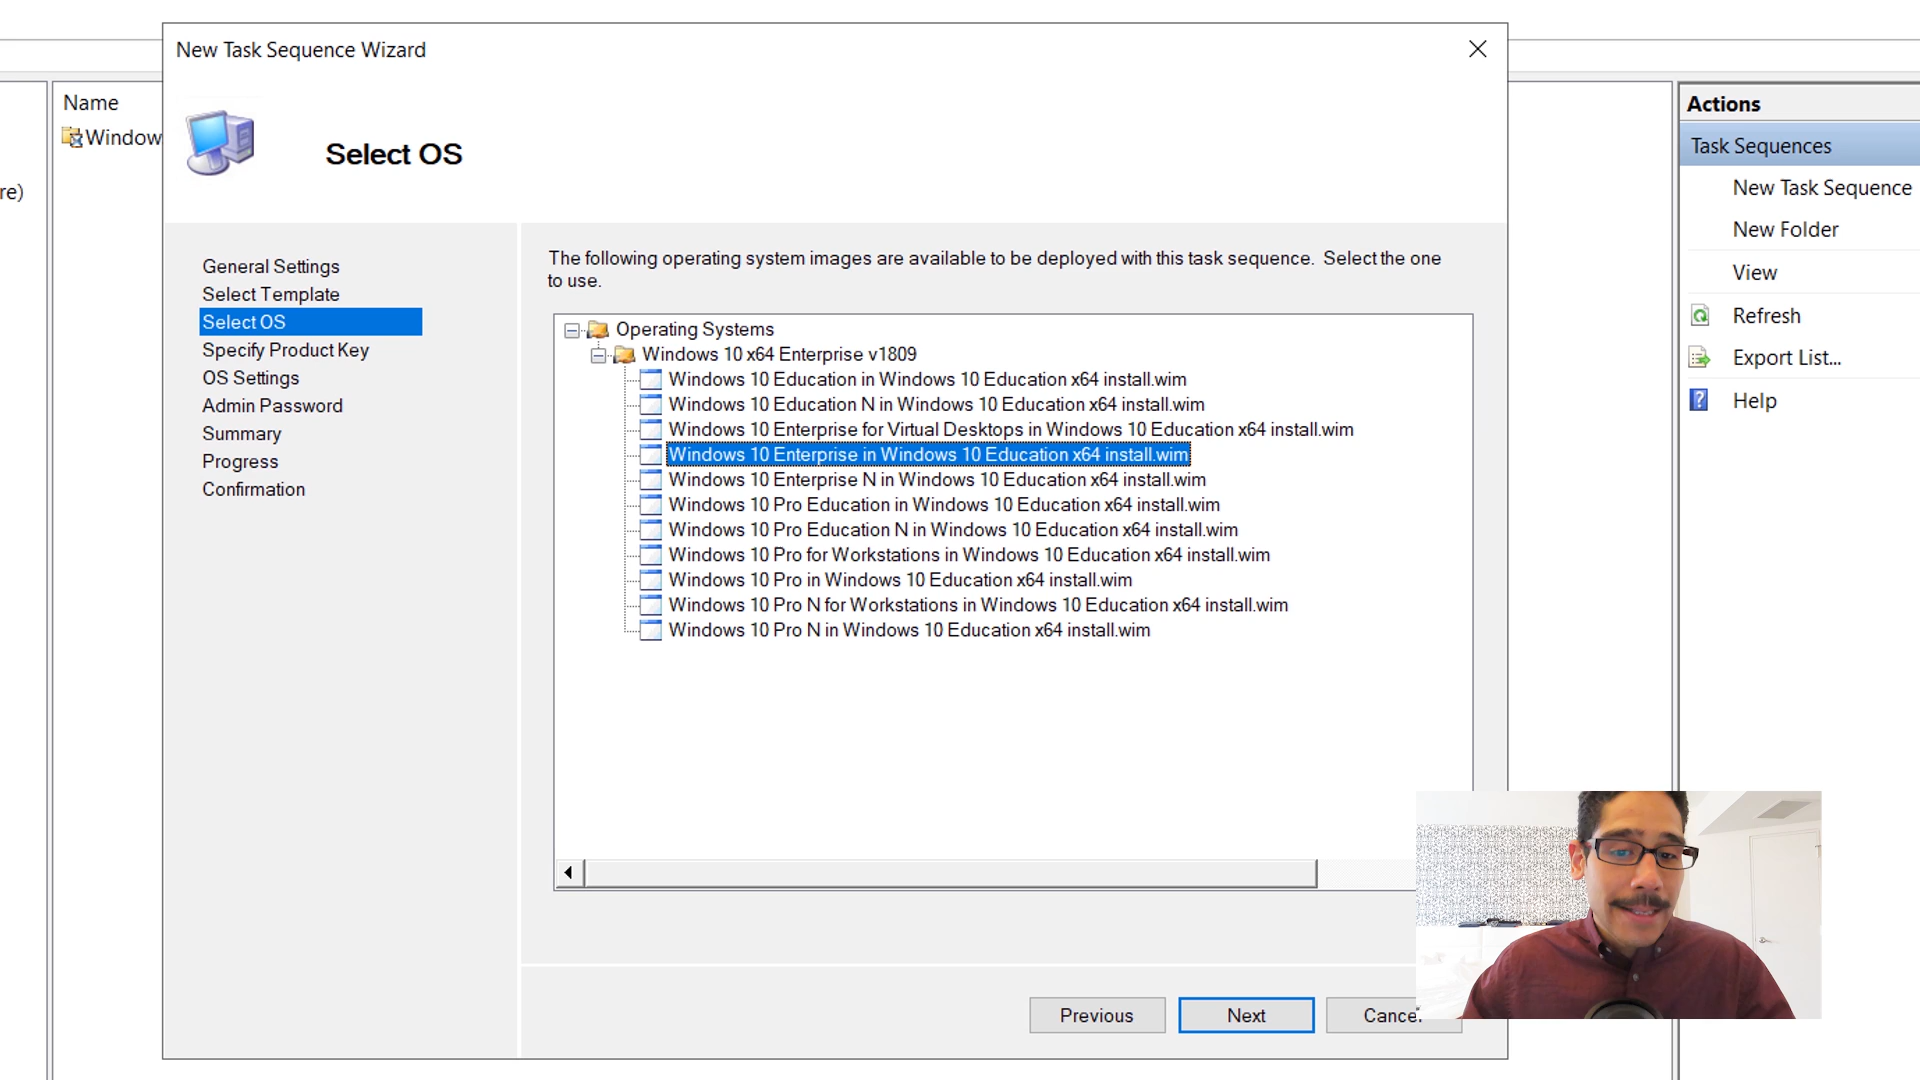 New Task Sequence Wizard
Name
Window
re)
Select OS
General Settings
Select Template
Select OS
Specify Product Key
OS Settings
Admin Password
Summary
Progress
Confirmation
The following operating system images are available to be deployed with this task sequence. Select the one
to use.
Operating Systems
Windows 10 x64 Enterprise v1809
Windows 10 Education in Windows 10 Education x64 install.wim
Windows 10 Education N in Windows 10 Education x64 install.wim
Windows 10 Enterprise for Virtual Desktops in Windows 10 Education x64 install.wim
Windows 10 Enterprise in Windows 10 Education x64 install.wim
Windows 10 Enterprise N in Windows 10 Education x64 install.wim
Windows 10 Pro Education in Windows 10 Education x64 install.wim
Windows 10 Pro Education N in Windows 10 Education x64 install.wim
Windows 10 Pro for Workstations in Windows 10 Education x64 install.wim
Windows 10 Pro in Windows 10 Education x64 install.wim
Windows 10 Pro N for Workstations in Windows 10 Education x64 install.wim
Windows 10 Pro N in Windows 10 Education x64 install.wim
Previous
Next
Cancel
Actions
Task Sequences
New Task Sequence
New Folder
View
Refresh
Export List...
Help